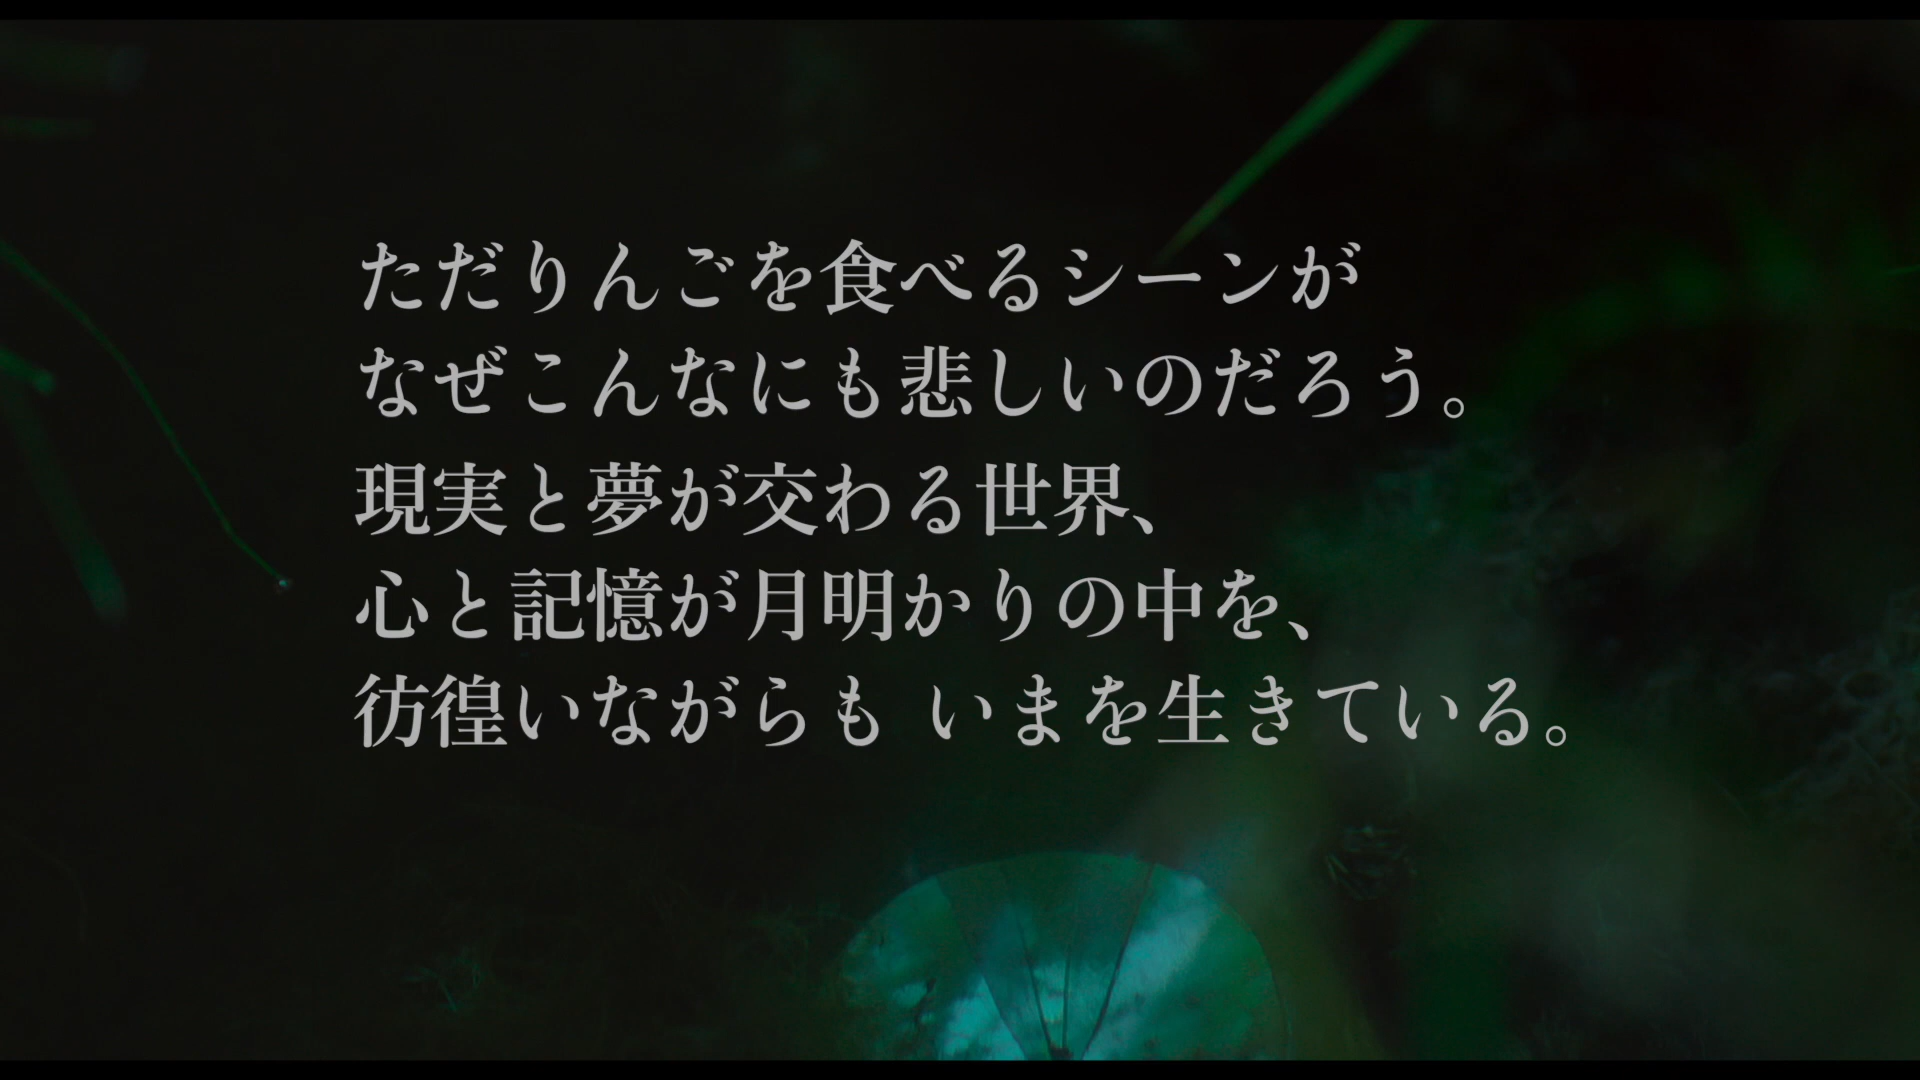 ただりんごを食べるシーンが
なぜこんなにも悲しいのだろう。
現実と夢が交わる世界、
心と記憶が月明かりの中を、
彷徨いながらも いまを生きている。